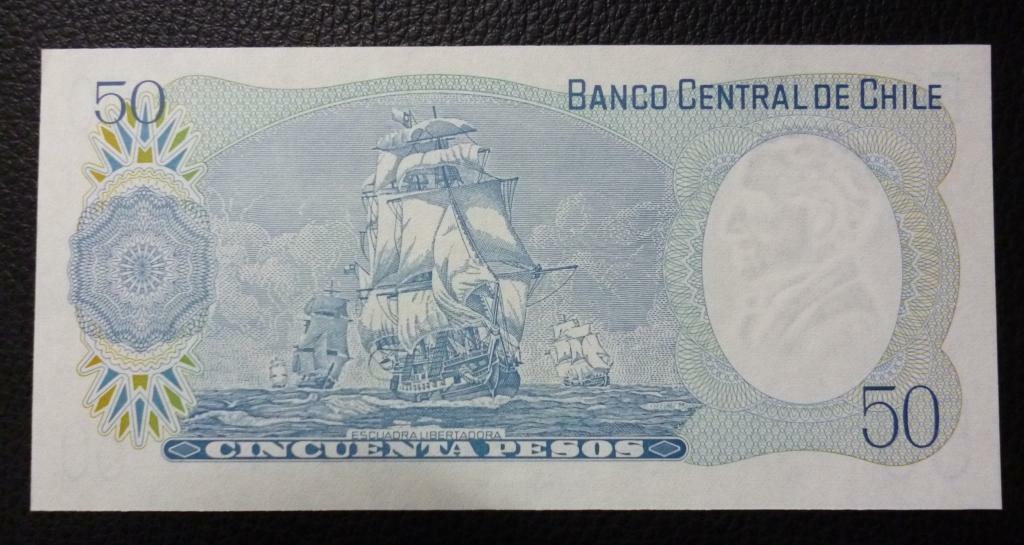 50
BANCO CENTRAL DE CHILE
50
ESCUADRA LIBERTADORA
CINCUENTA PESOS